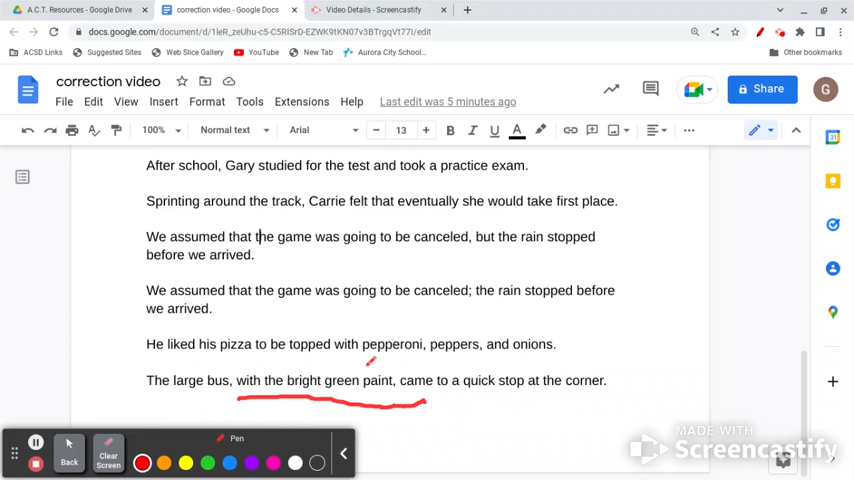 A.C.T. Resources - Google Drive
correction video - Google Docs
Video Details - Screencastify
docs.google.com/document/d/1leR_zeUhu-c5-C5RISrD-EZWK9tYKN07v3BTrgqVt77I/edit
ACSD Links
Suggested Sites
Web Slice Gallery
YouTube
New Tab
Aurora City School...
Other bookmarks
correction video
File Edit View Insert Format Tools Extensions Help Last edit was 5 minutes ago
Share
G
100% Normal text Arial 13 B I U A
After school, Gary studied for the test and took a practice exam.
Sprinting around the track, Carrie felt that eventually she would take first place.
We assumed that the game was going to be canceled, but the rain stopped
before we arrived.
We assumed that the game was going to be canceled; the rain stopped before
we arrived.
He liked his pizza to be topped with pepperoni, peppers, and onions.
The large bus, with the bright green paint, came to a quick stop at the corner.
MADE WITH
Screencastify
Pen
Back
Clear
Screen